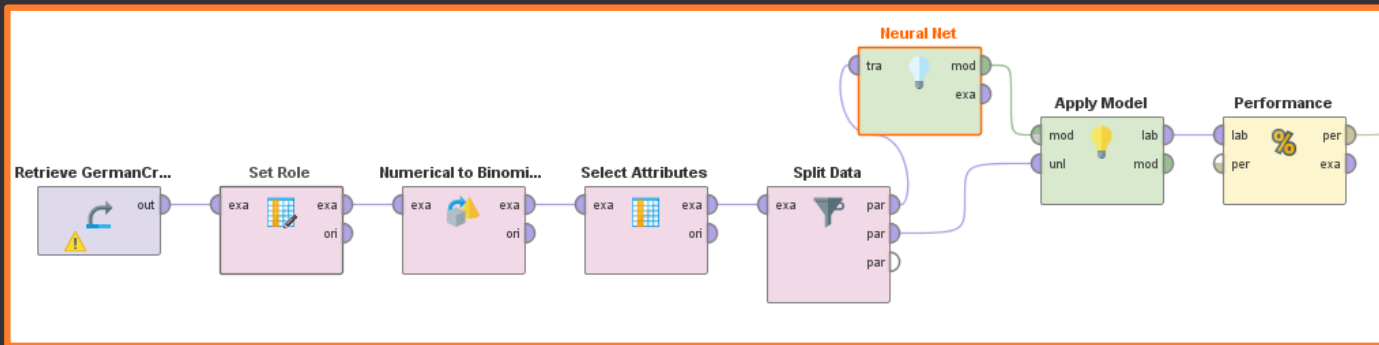 Neural Net
tra
mod
exa
Apply Model
mod
lab
unl
mod
Performance
lab
per
per
exa
Retrieve GermanCr...
out
Set Role
exa
exa
ori
Numerical to Binomi...
exa
exa
ori
Select Attributes
exa
exa
ori
Split Data
exa
par
par
par
%